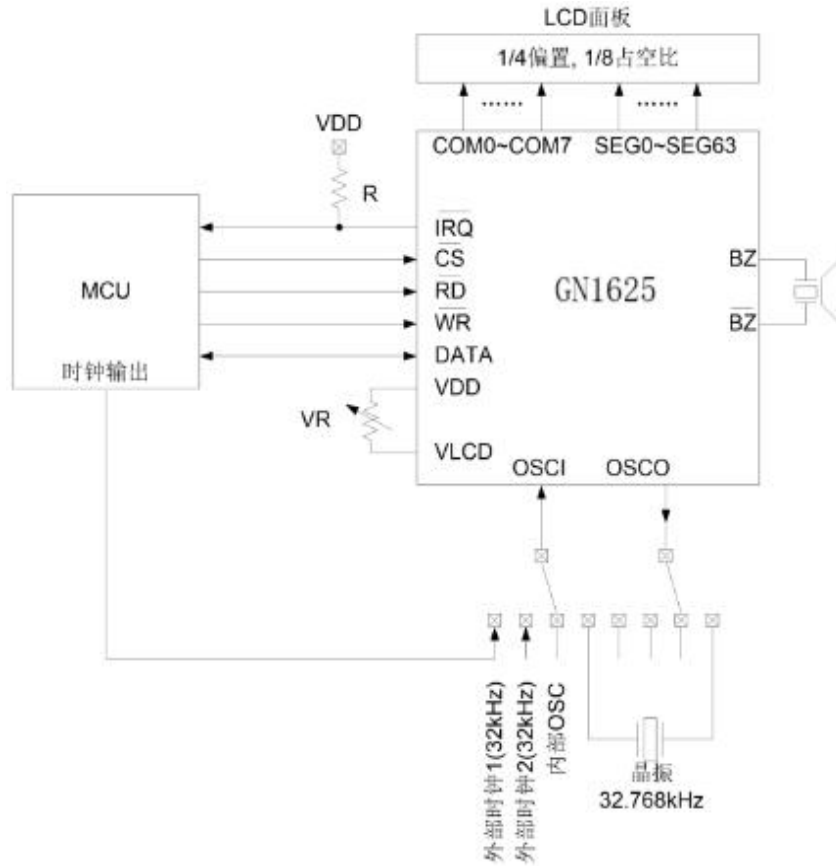 LCD面板
1/4偏置, 1/8占空比
......
......
VDD
COM0~COM7
SEG0~SEG63
R
IRQ
CS
MCU
RD
GN1625
BZ
WR
BZ
DATA
时钟输出
VDD
VR
VLCD
OSCI
OSCO
外部时钟1(32kHz)
外部时钟2(32kHz)
内部OSC
晶振
32.768kHz